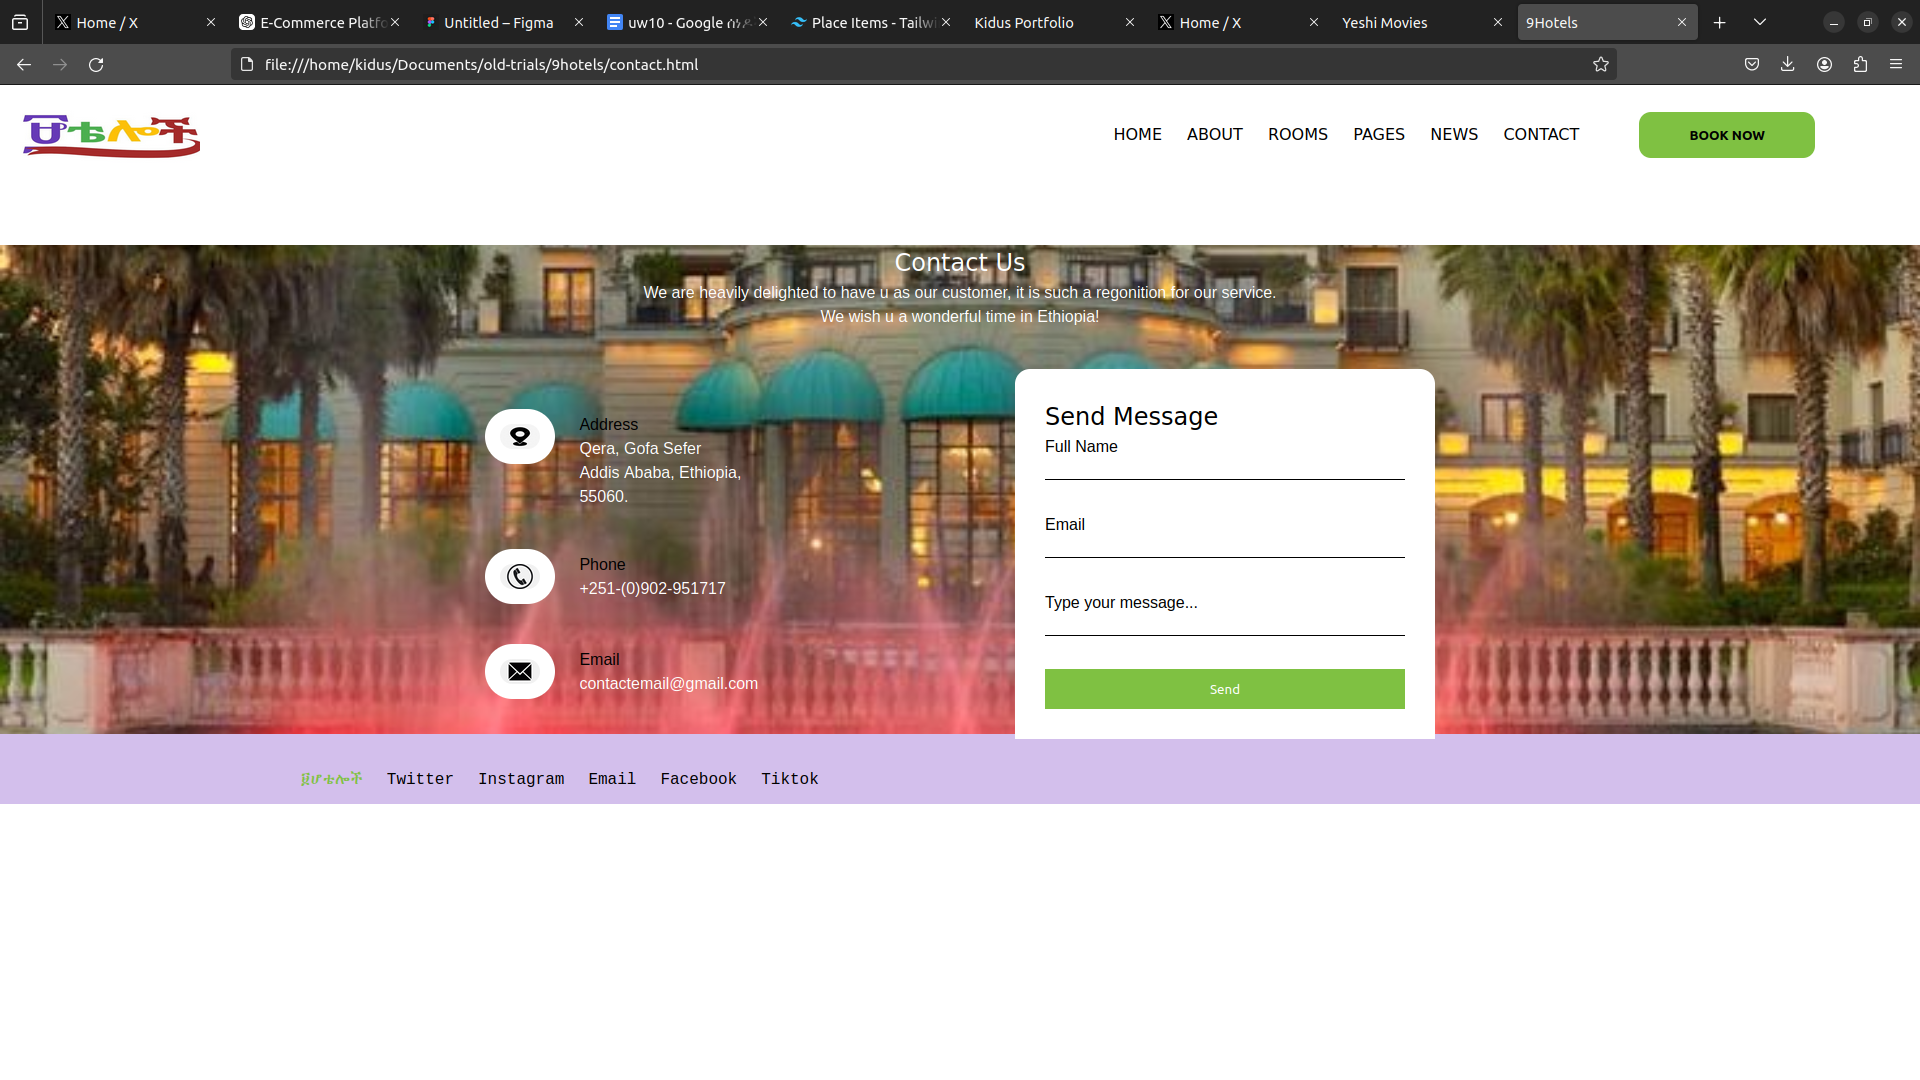 Home / X
E-Commerce Platfo
Untitled – Figma
uw10 - Google
Place Items - Tailwi
Kidus Portfolio
Home / X
Yeshi Movies
9Hotels
file:///home/kidus/Documents/old-trials/9hotels/contact.html
ሆቴሎች
HOME
ABOUT
ROOMS
PAGES
NEWS
CONTACT
BOOK NOW
Contact Us
We are heavily delighted to have u as our customer, it is such a regonition for our service.
We wish u a wonderful time in Ethiopia!
Address
Qera, Gofa Sefer
Addis Ababa, Ethiopia,
55060.
Phone
+251-(0)902-951717
Email
contactemail@gmail.com
Send Message
Full Name
Email
Type your message...
Send
፱ሆቴሎች Twitter Instagram Email Facebook Tiktok